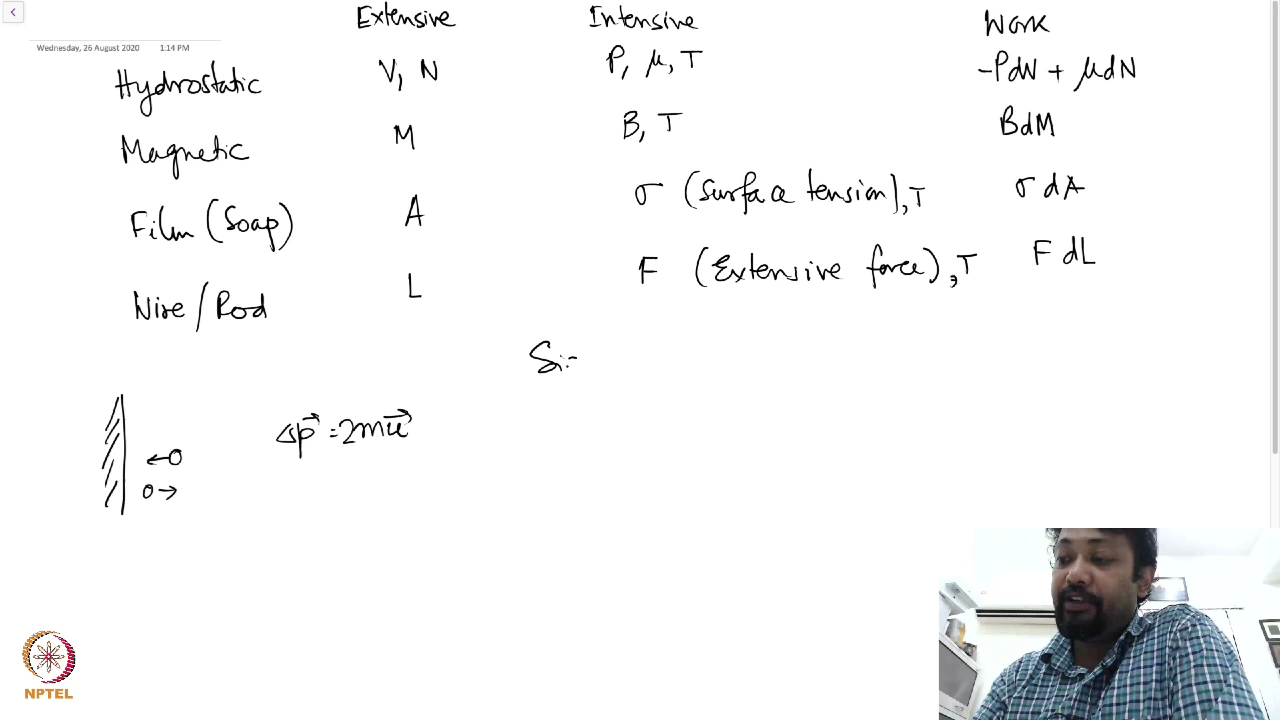 Extensive Intensive Work
Wednesday, 26 August 2020 1:14 PM
Hydrostatic V, N P, μ, T -PdV + μdN
Magnetic M B, T BdM
Film (Soap) A σ (Surface tension), T σ dA
Wire / Rod L F (Extensive force), T F dL
Δp⃗ = 2mu⃗
NPTEL